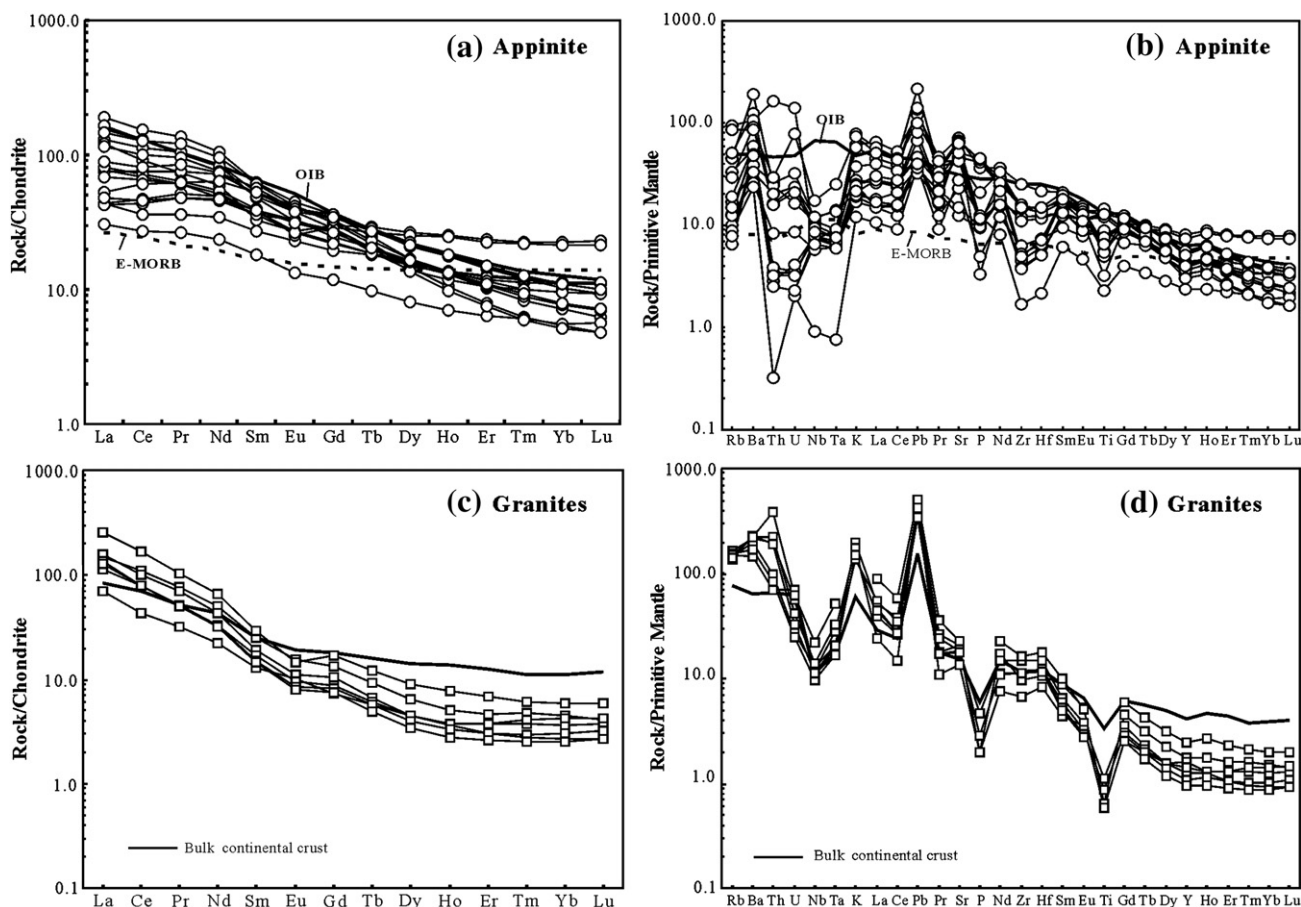 (a) Appinite
Rock/Chondrite
1000.0
100.0
10.0
1.0
OIB
E-MORB
La Ce Pr Nd Sm Eu Gd Tb Dy Ho Er Tm Yb Lu
(b) Appinite
Rock/Primitive Mantle
1000.0
100.0
10.0
1.0
0.1
OIB
E-MORB
Rb Ba Th U Nb Ta K La Ce Pb Pr Sr P Nd Zr Hf Sm Eu Ti Gd Tb Dy Y Ho Er Tm Yb Lu
(c) Granites
Rock/Chondrite
1000.0
100.0
10.0
1.0
0.1
Bulk continental crust
La Ce Pr Nd Sm Eu Gd Tb Dy Ho Er Tm Yb Lu
(d) Granites
Rock/Primitive Mantle
1000.0
100.0
10.0
1.0
0.1
Bulk continental crust
Rb Ba Th U Nb Ta K La Ce Pb Pr Sr P Nd Zr Hf Sm Eu Ti Gd Tb Dy Y Ho Er Tm Yb Lu